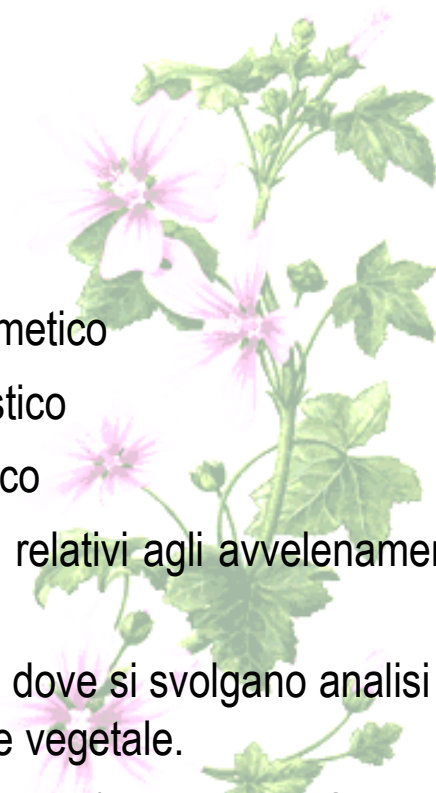 metico
stico
co
relativi agli avvelename
dove si svolgano analisi
e vegetale.